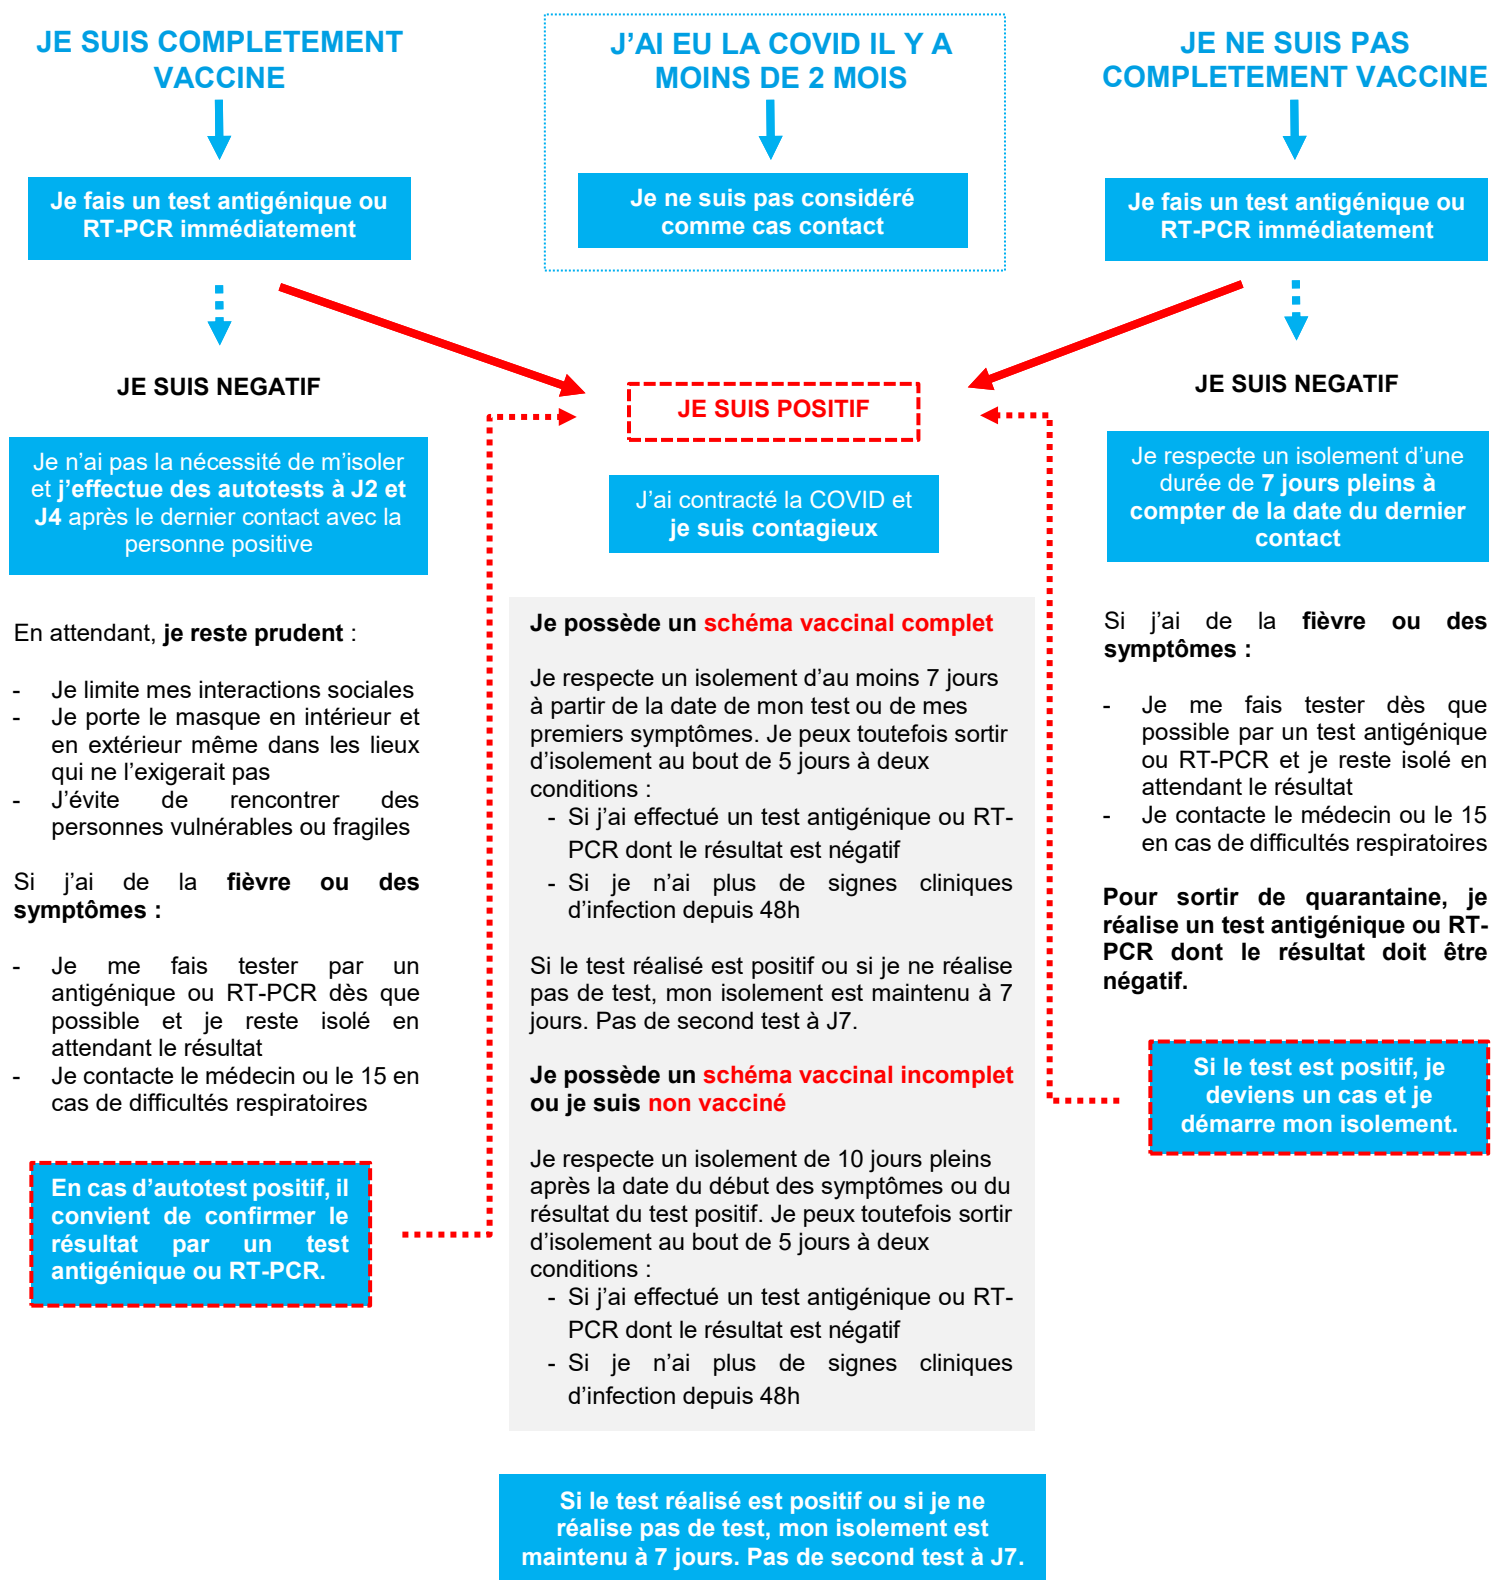 JE SUIS COMPLETEMENT
VACCINE
Je fais un test antigénique ou
RT-PCR immédiatement
JE SUIS NEGATIF
Je n’ai pas la nécessité de m’isoler
et j’effectue des autotests à J2 et
J4 après le dernier contact avec la
personne positive
En attendant, je reste prudent :
- Je limite mes interactions sociales
- Je porte le masque en intérieur et
en extérieur même dans les lieux
qui ne l’exigerait pas
- J’évite de rencontrer des
personnes vulnérables ou fragiles
Si j’ai de la fièvre ou des
symptômes :
- Je me fais tester par un
antigénique ou RT-PCR dès que
possible et je reste isolé en
attendant le résultat
- Je contacte le médecin ou le 15 en
cas de difficultés respiratoires
En cas d’autotest positif, il
convient de confirmer le
résultat par un test
antigénique ou RT-PCR.
J’AI EU LA COVID IL Y A
MOINS DE 2 MOIS
Je ne suis pas considéré
comme cas contact
JE SUIS POSITIF
J’ai contracté la COVID et
je suis contagieux
Je possède un schéma vaccinal complet
Je respecte un isolement d’au moins 7 jours
à partir de la date de mon test ou de mes
premiers symptômes. Je peux toutefois sortir
d’isolement au bout de 5 jours à deux
conditions :
- Si j’ai effectué un test antigénique ou RT-
PCR dont le résultat est négatif
- Si je n’ai plus de signes cliniques
d’infection depuis 48h
Si le test réalisé est positif ou si je ne réalise
pas de test, mon isolement est maintenu à 7
jours. Pas de second test à J7.
Je possède un schéma vaccinal incomplet
ou je suis non vacciné
Je respecte un isolement de 10 jours pleins
après la date du début des symptômes ou du
résultat du test positif. Je peux toutefois sortir
d’isolement au bout de 5 jours à deux
conditions :
- Si j’ai effectué un test antigénique ou RT-
PCR dont le résultat est négatif
- Si je n’ai plus de signes cliniques
d’infection depuis 48h
Si le test réalisé est positif ou si je ne
réalise pas de test, mon isolement est
maintenu à 7 jours. Pas de second test à J7.
JE NE SUIS PAS
COMPLETEMENT VACCINE
Je fais un test antigénique ou
RT-PCR immédiatement
JE SUIS NEGATIF
Je respecte un isolement d’une
durée de 7 jours pleins à
compter de la date du dernier
contact
Si j’ai de la fièvre ou des
symptômes :
- Je me fais tester dès que
possible par un test antigénique
ou RT-PCR et je reste isolé en
attendant le résultat
- Je contacte le médecin ou le 15
en cas de difficultés respiratoires
Pour sortir de quarantaine, je
réalise un test antigénique ou RT-
PCR dont le résultat doit être
négatif.
Si le test est positif, je
deviens un cas et je
démarre mon isolement.